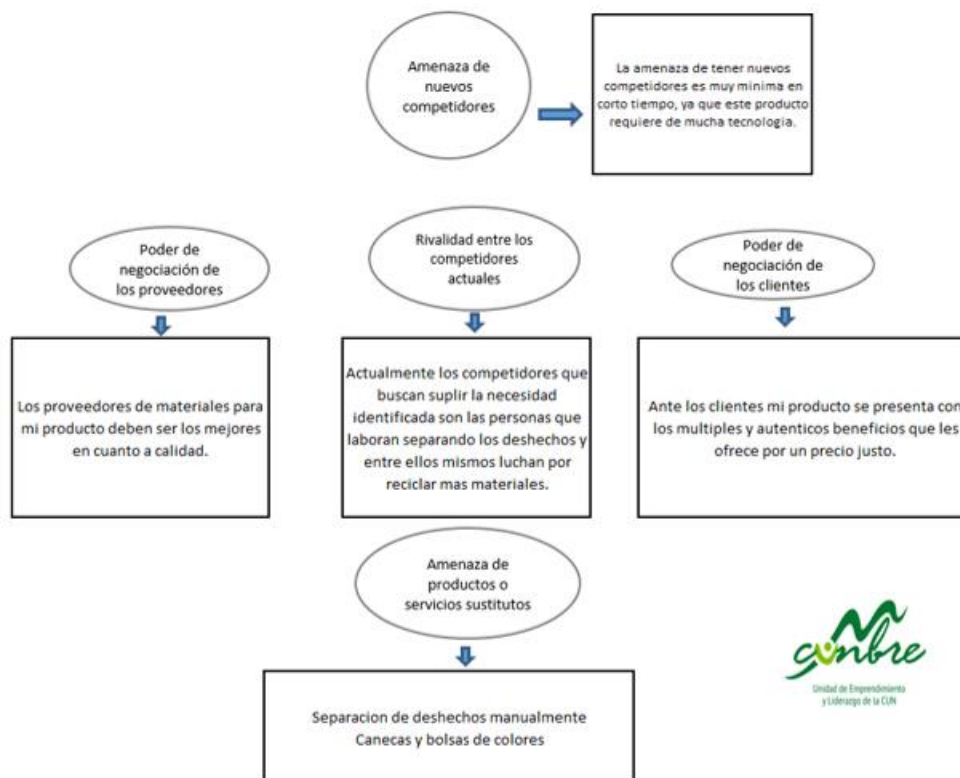 Amenaza de
nuevos
competidores
La amenaza de tener nuevos
competidores es muy minima en
corto tiempo, ya que este producto
requiere de mucha tecnologia.
Poder de
negociación de
los proveedores
Rivalidad entre los
competidores
actuales
Poder de
negociación de
los clientes
Los proveedores de materiales para
mi producto deben ser los mejores
en cuanto a calidad.
Actualmente los competidores que
buscan suplir la necesidad
identificada son las personas que
laboran separando los deshechos y
entre ellos mismos luchan por
reciclar mas materiales.
Ante los clientes mi producto se presenta con
los multiples y autenticos beneficios que les
ofrece por un precio justo.
Amenaza de
productos o
servicios sustitutos
Separacion de deshechos manualmente
Canecas y bolsas de colores
cunbre
Unidad de Emprendimiento
y Liderazgo de la CUN